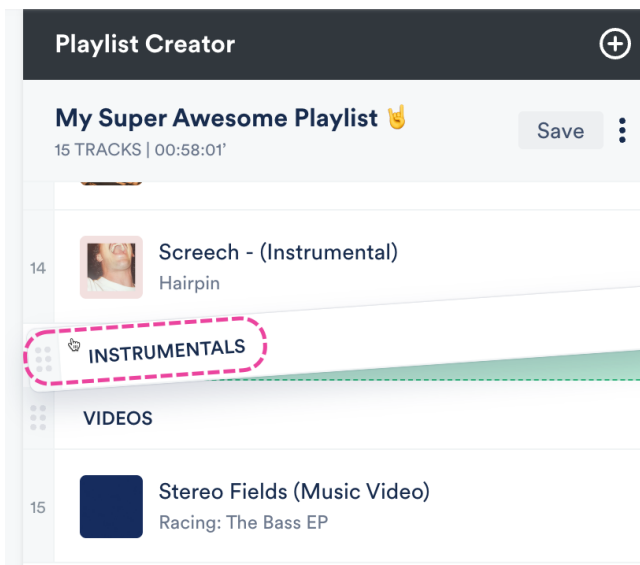 Playlist Creator
My Super Awesome Playlist 🤘
Save
15 TRACKS | 00:58:01’
14
Screech - (Instrumental)
Hairpin
INSTRUMENTALS
VIDEOS
15
Stereo Fields (Music Video)
Racing: The Bass EP